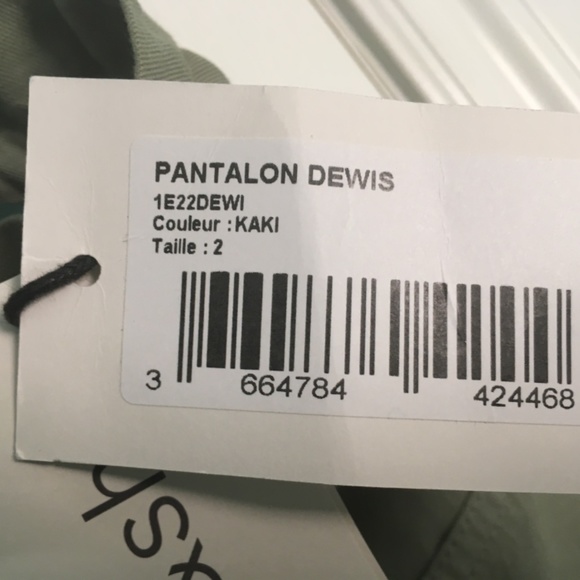 PANTALON DEWIS
1E22DEWI
Couleur : KAKI
Taille : 2
3 664784 424468